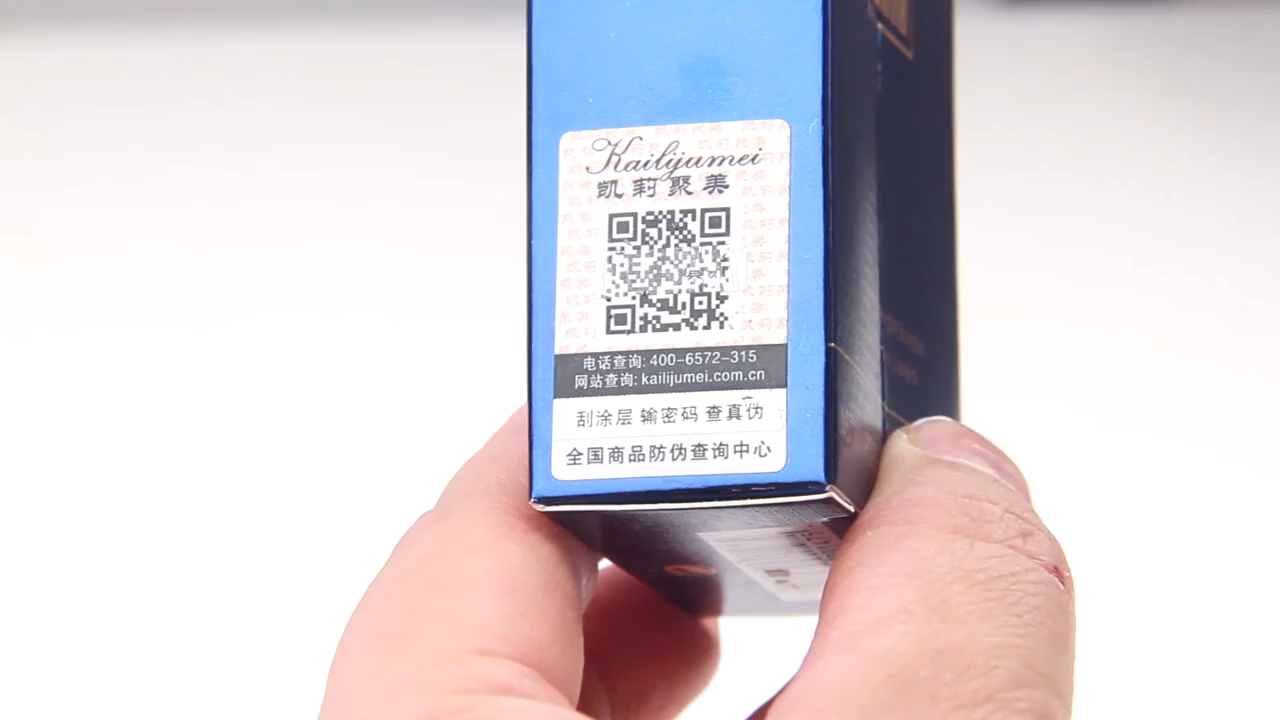 Kailijumei
凯莉聚美
电话查询: 400-6572-315
网站查询: kailijumei.com.cn
刮涂层 输密码 查真伪
全国商品防伪查询中心